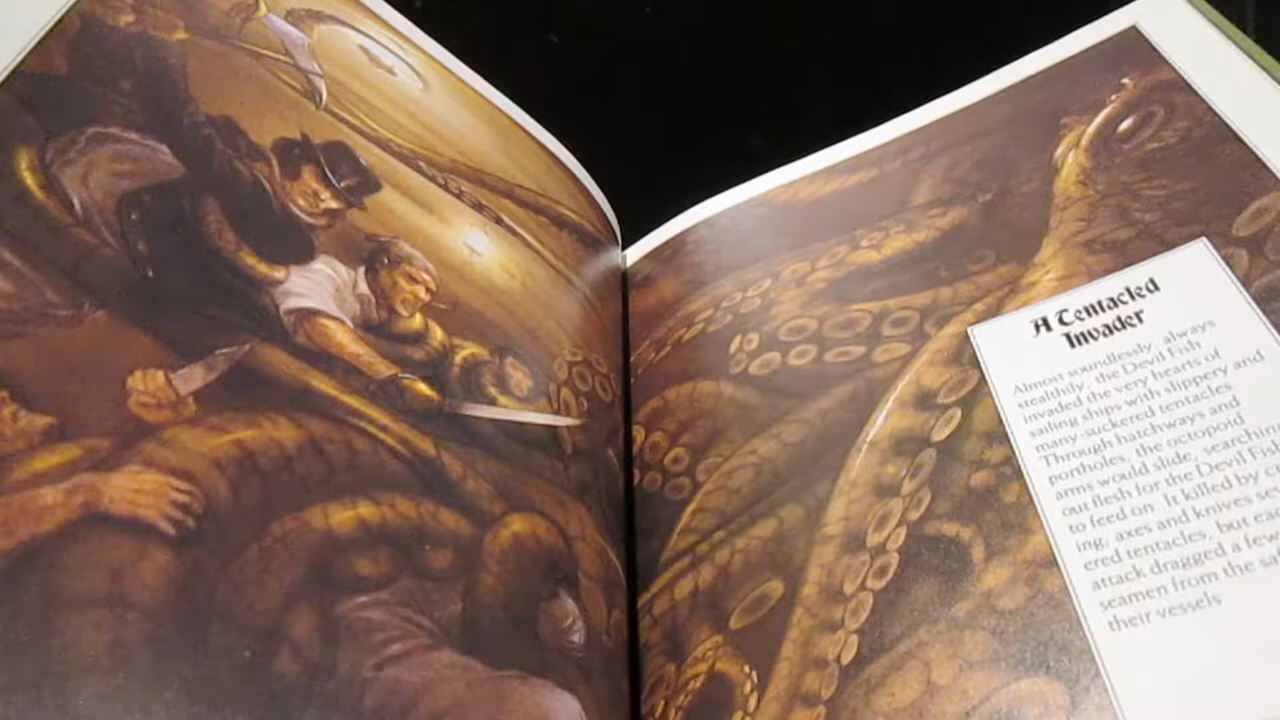 A Tentacled
Invader
Almost soundlessly, always
stealthily, the Devil Fish
invaded the very hearts of
sailing ships with slippery and
many-suckered tentacles
Through hatchways and
portholes, the octopoid
arms would slide, searching
out flesh for the Devil Fish
to feed on. It killed by
ing, axes and knives
ered tentacles, but
attack dragged a few
seamen from the
their vessels